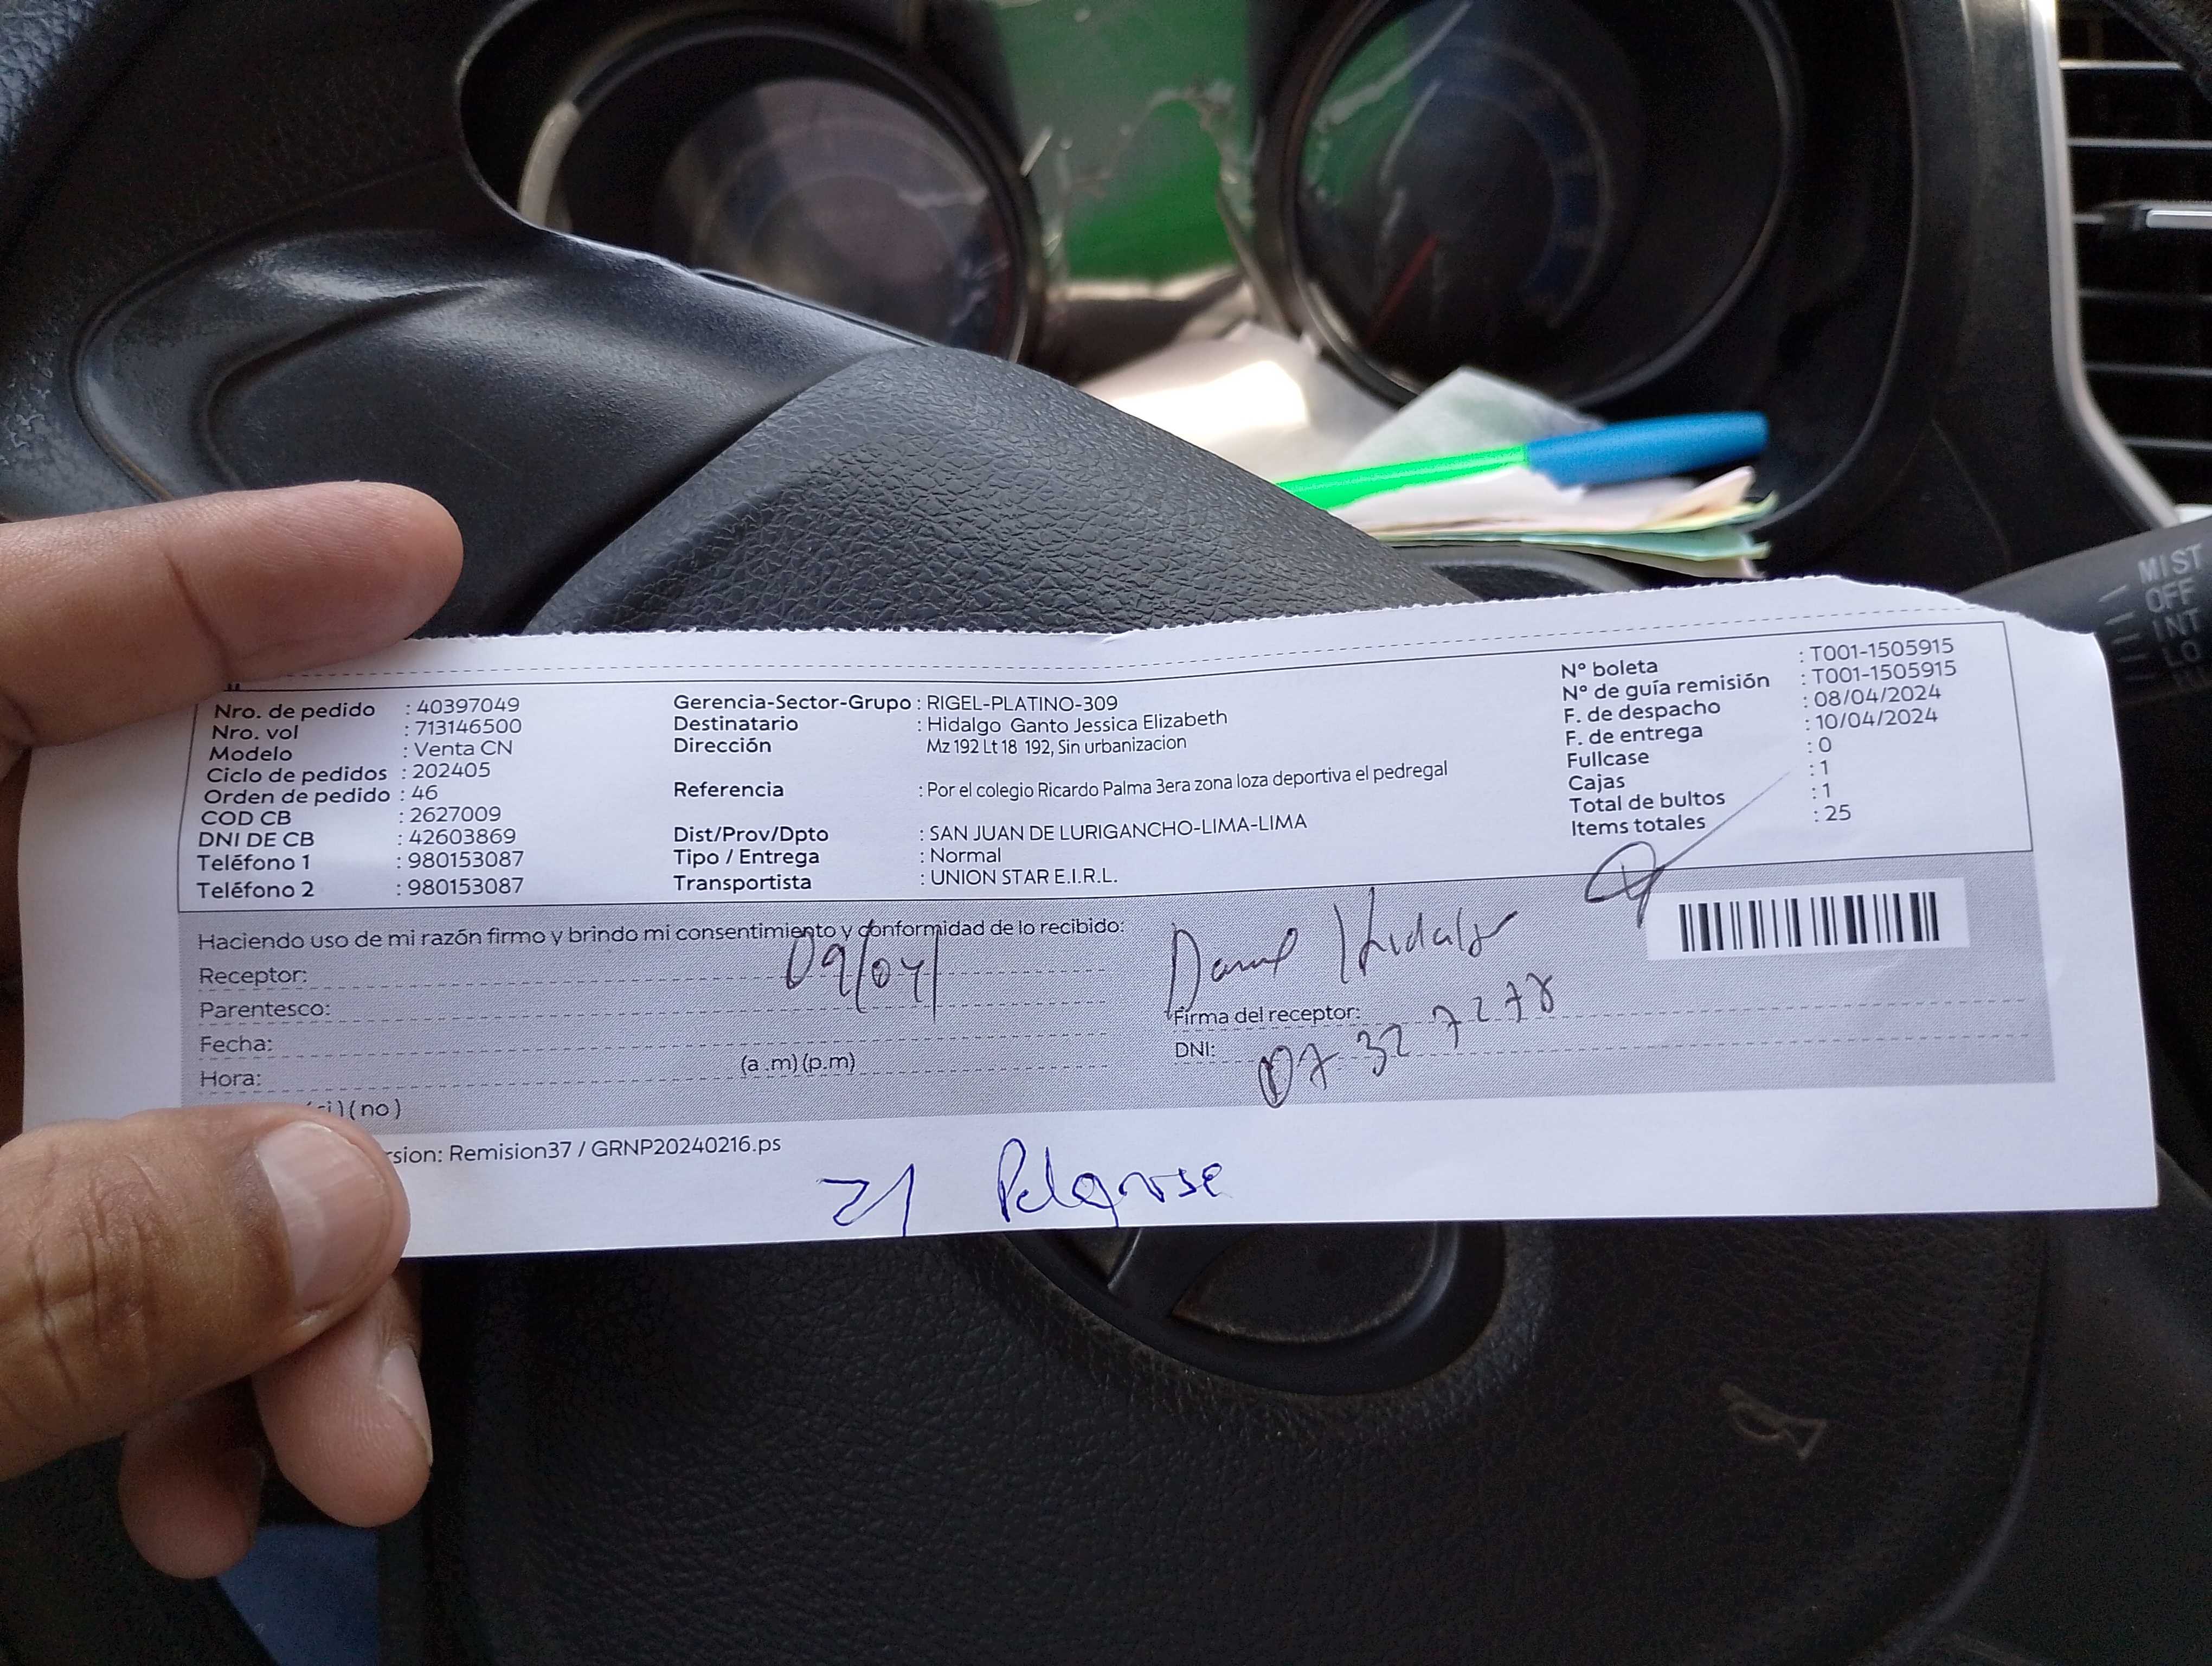 MIST
OFF
INT
LO
Nro. de pedido : 40397049
Nro. vol : 713146500
Modelo : Venta CN
Ciclo de pedidos : 202405
Orden de pedido : 46
COD CB : 2627009
DNI DE CB : 42603869
Teléfono 1 : 980153087
Teléfono 2 : 980153087
Gerencia-Sector-Grupo : RIGEL-PLATINO-309
Destinatario : Hidalgo Ganto Jessica Elizabeth
Dirección Mz 192 Lt 18 192, Sin urbanizacion
Referencia : Por el colegio Ricardo Palma 3era zona loza deportiva el pedregal
Dist/Prov/Dpto : SAN JUAN DE LURIGANCHO-LIMA-LIMA
Tipo / Entrega : Normal
Transportista : UNION STAR E.I.R.L.
N° boleta : T001-1505915
N° de guía remisión : T001-1505915
F. de despacho : 08/04/2024
F. de entrega : 10/04/2024
Fullcase : 0
Cajas : 1
Total de bultos : 1
Items totales : 25
Haciendo uso de mi razón firmo y brindo mi consentimiento y conformidad de lo recibido:
Receptor: 09/04/
Parentesco:
Fecha:
Hora: (a .m) (p.m)
Hidalgo
Firma del receptor:
DNI: 07327278
(si) (no)
rsion: Remision37 / GRNP20240216.ps